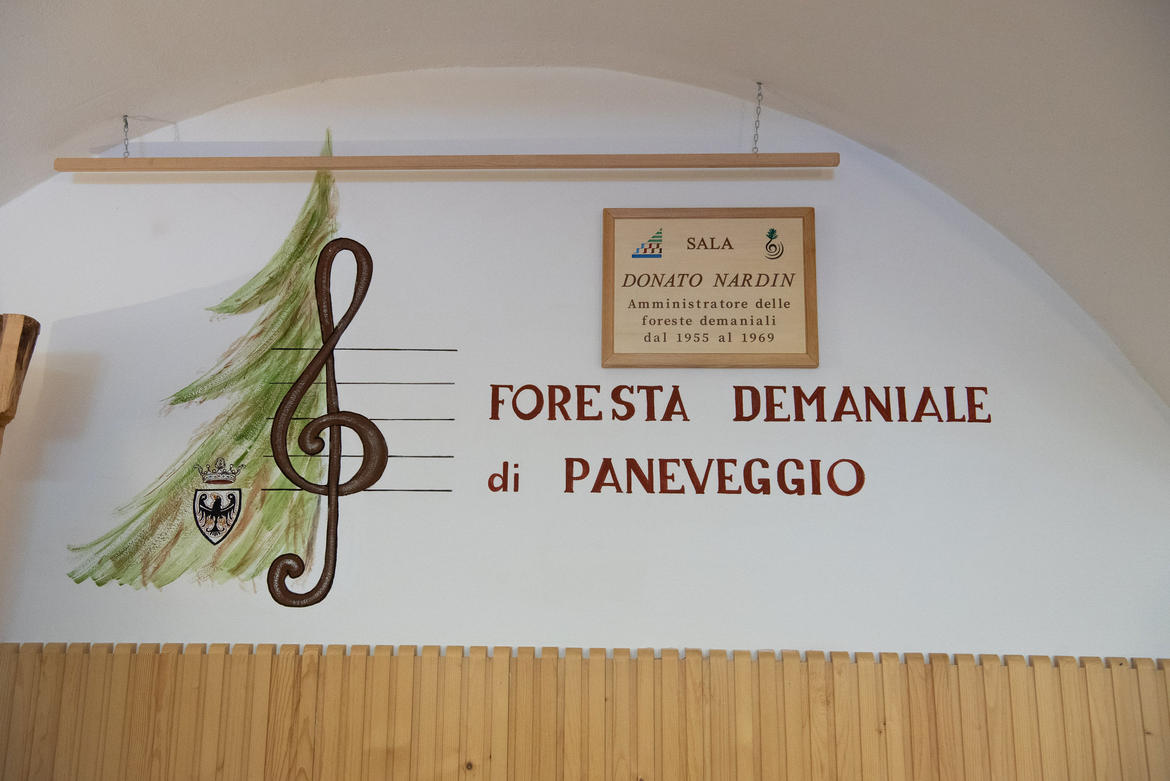 SALA
DONATO NARDIN
Amministratore delle
foreste demaniali
dal 1955 al 1969
FORESTA DEMANIALE
di PANEVEGGIO